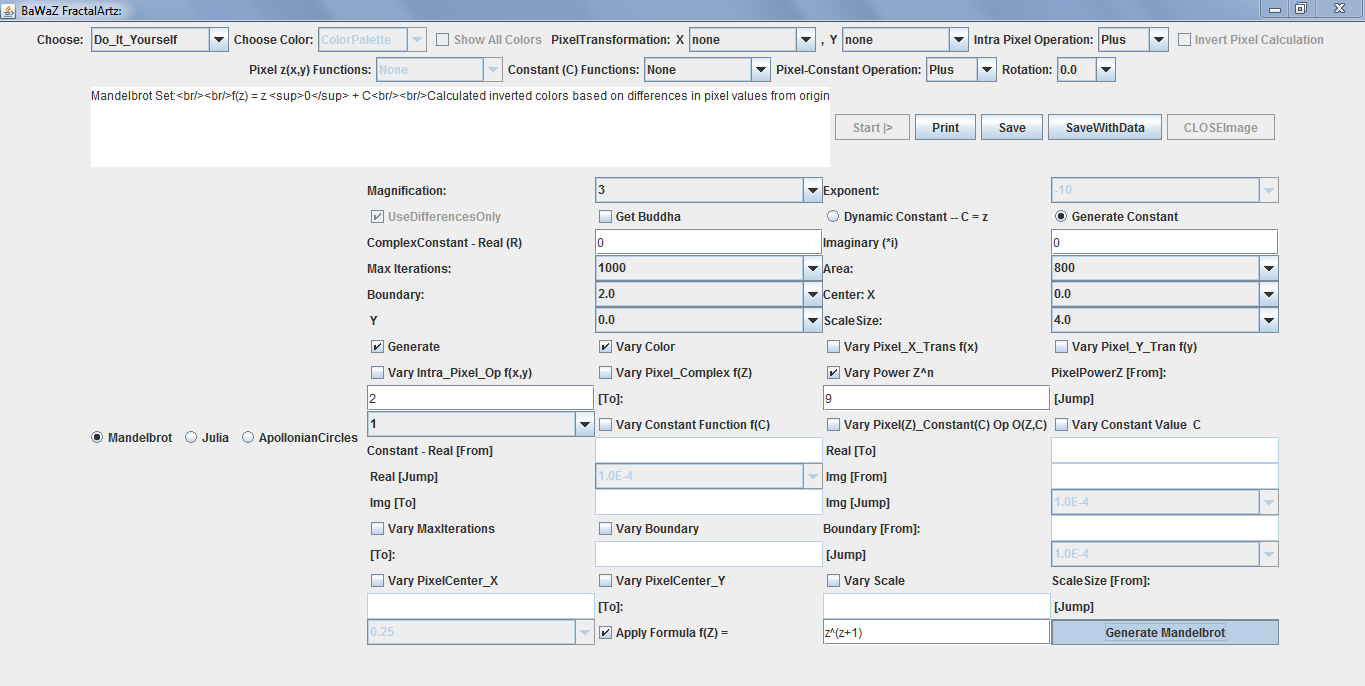 BaWaZ FractalArtz:
Choose: Do_It_Yourself Choose Color: ColorPalette Show All Colors PixelTransformation: X none , Y none Intra Pixel Operation: Plus Invert Pixel Calculation
Pixel z(x,y) Functions: None Constant (C) Functions: None Pixel-Constant Operation: Plus Rotation: 0.0
Mandelbrot Set:<br/><br/>f(z) = z <sup>0</sup> + C<br/><br/>Calculated inverted colors based on differences in pixel values from origin
Start |> Print Save SaveWithData CLOSEImage
Magnification: 3 Exponent: -10
UseDifferencesOnly Get Buddha Dynamic Constant -- C = z Generate Constant
ComplexConstant - Real (R) 0 Imaginary (*i) 0
Max Iterations: 1000 Area: 800
Boundary: 2.0 Center: X 0.0
Y 0.0 ScaleSize: 4.0
Generate Vary Color Vary Pixel_X_Trans f(x) Vary Pixel_Y_Tran f(y)
Vary Intra_Pixel_Op f(x,y) Vary Pixel_Complex f(Z) Vary Power Z^n PixelPowerZ [From]:
2 [To]: 9 [Jump]
Mandelbrot Julia ApollonianCircles 1 Vary Constant Function f(C) Vary Pixel(Z)_Constant(C) Op O(Z,C) Vary Constant Value C
Constant - Real [From] Real [To]
Real [Jump] 1.0E-4 Img [From]
Img [To] Img [Jump] 1.0E-4
Vary MaxIterations Vary Boundary Boundary [From]:
[To]: [Jump] 1.0E-4
Vary PixelCenter_X Vary PixelCenter_Y Vary Scale ScaleSize [From]:
[To]: [Jump]
0.25 Apply Formula f(Z) = z^(z+1) Generate Mandelbrot